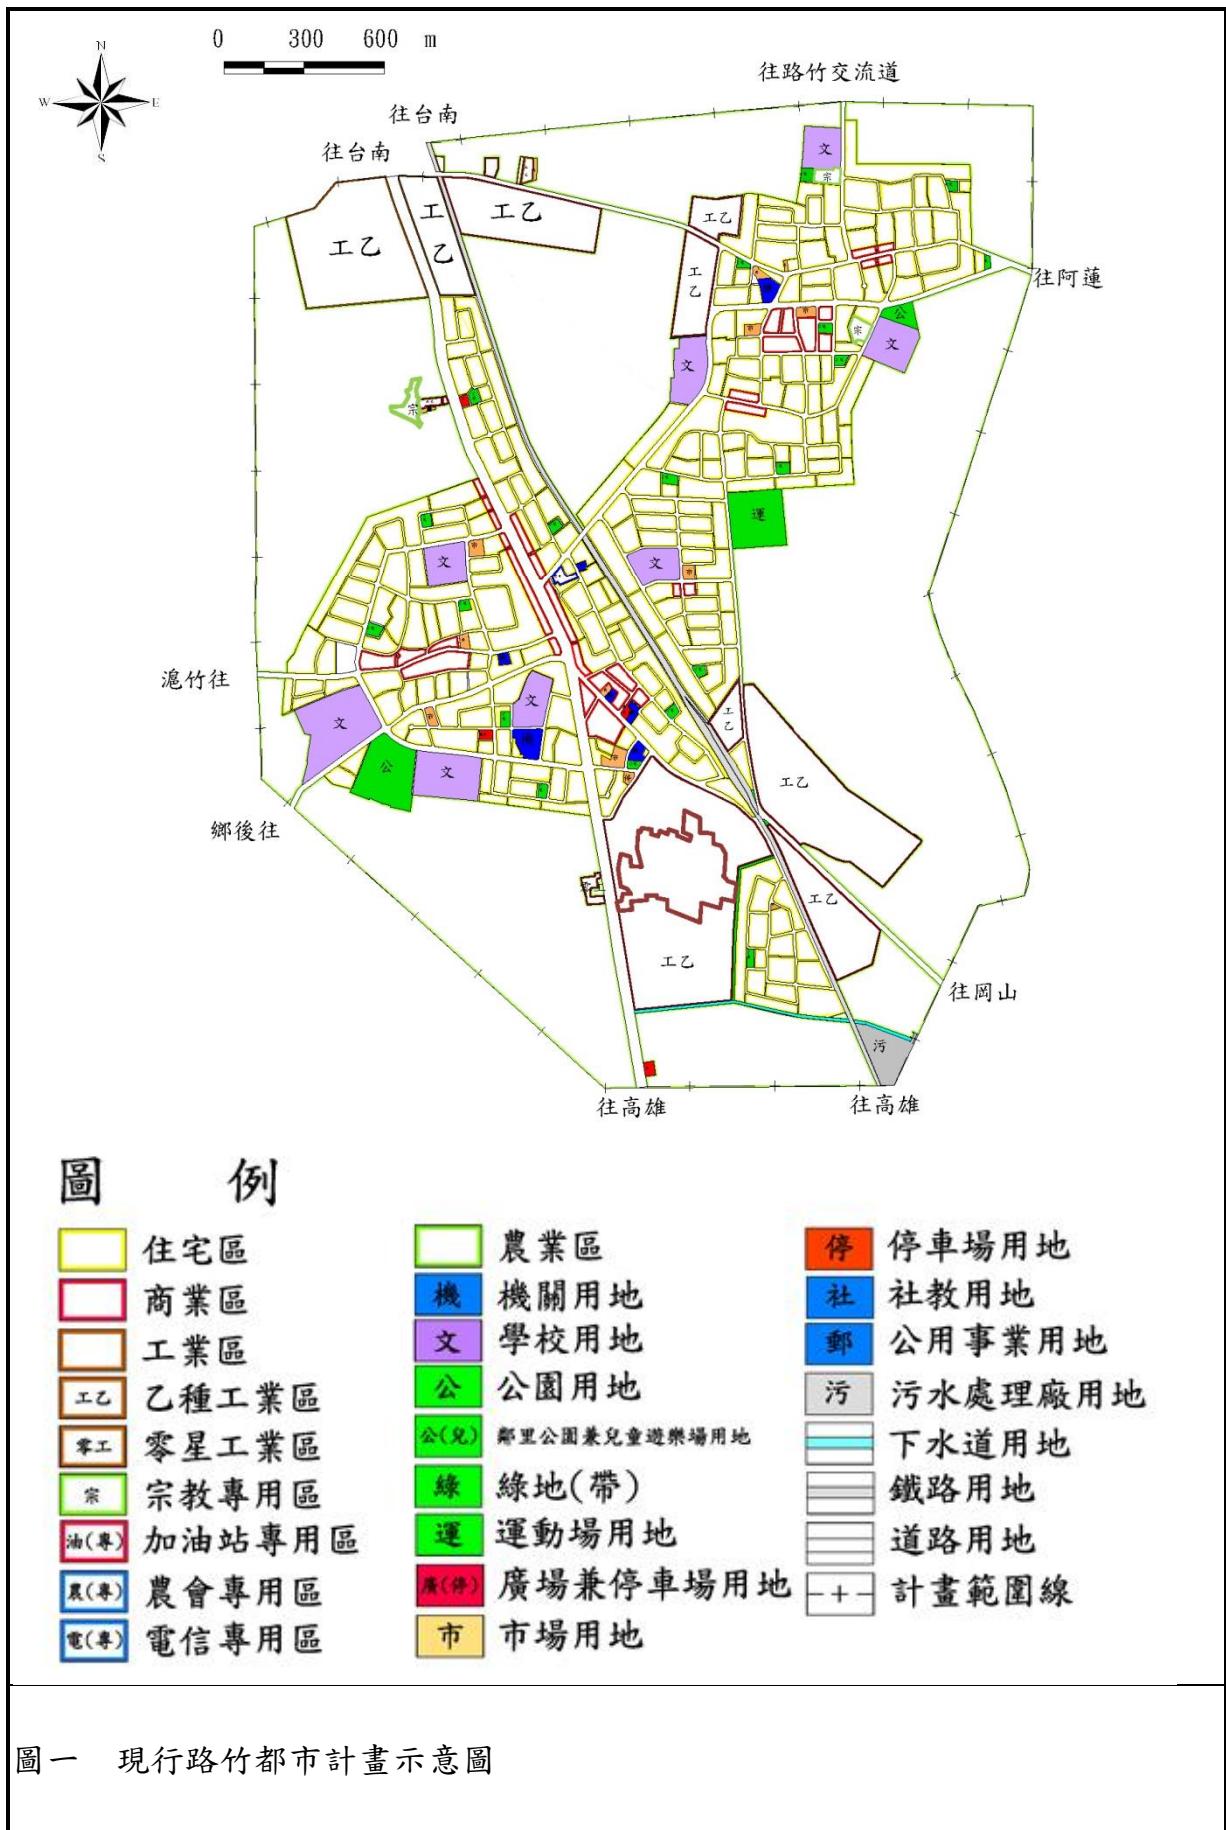 N
W E
S
0 300 600 m
往路竹交流道
往台南
往台南
文
宗
工乙
工乙
工乙
工乙
工乙
往阿蓮
公
宗
市
市
文
文
宗
運
文
市
文
市
滬竹往
文
文
市
工乙
公
文
工乙
鄉後往
工乙
工乙
往岡山
污
往高雄
往高雄
圖 例
住宅區
商業區
工業區
工乙 乙種工業區
零工 零星工業區
宗 宗教專用區
油(專) 加油站專用區
農(專) 農會專用區
電(專) 電信專用區
農業區
機 機關用地
文 學校用地
公 公園用地
公(兒) 鄰里公園兼兒童遊樂場用地
綠 綠地(帶)
運 運動場用地
廣(停) 廣場兼停車場用地
市 市場用地
停 停車場用地
社 社教用地
郵 公用事業用地
污 污水處理廠用地
下水道用地
鐵路用地
道路用地
計畫範圍線
圖一 現行路竹都市計畫示意圖